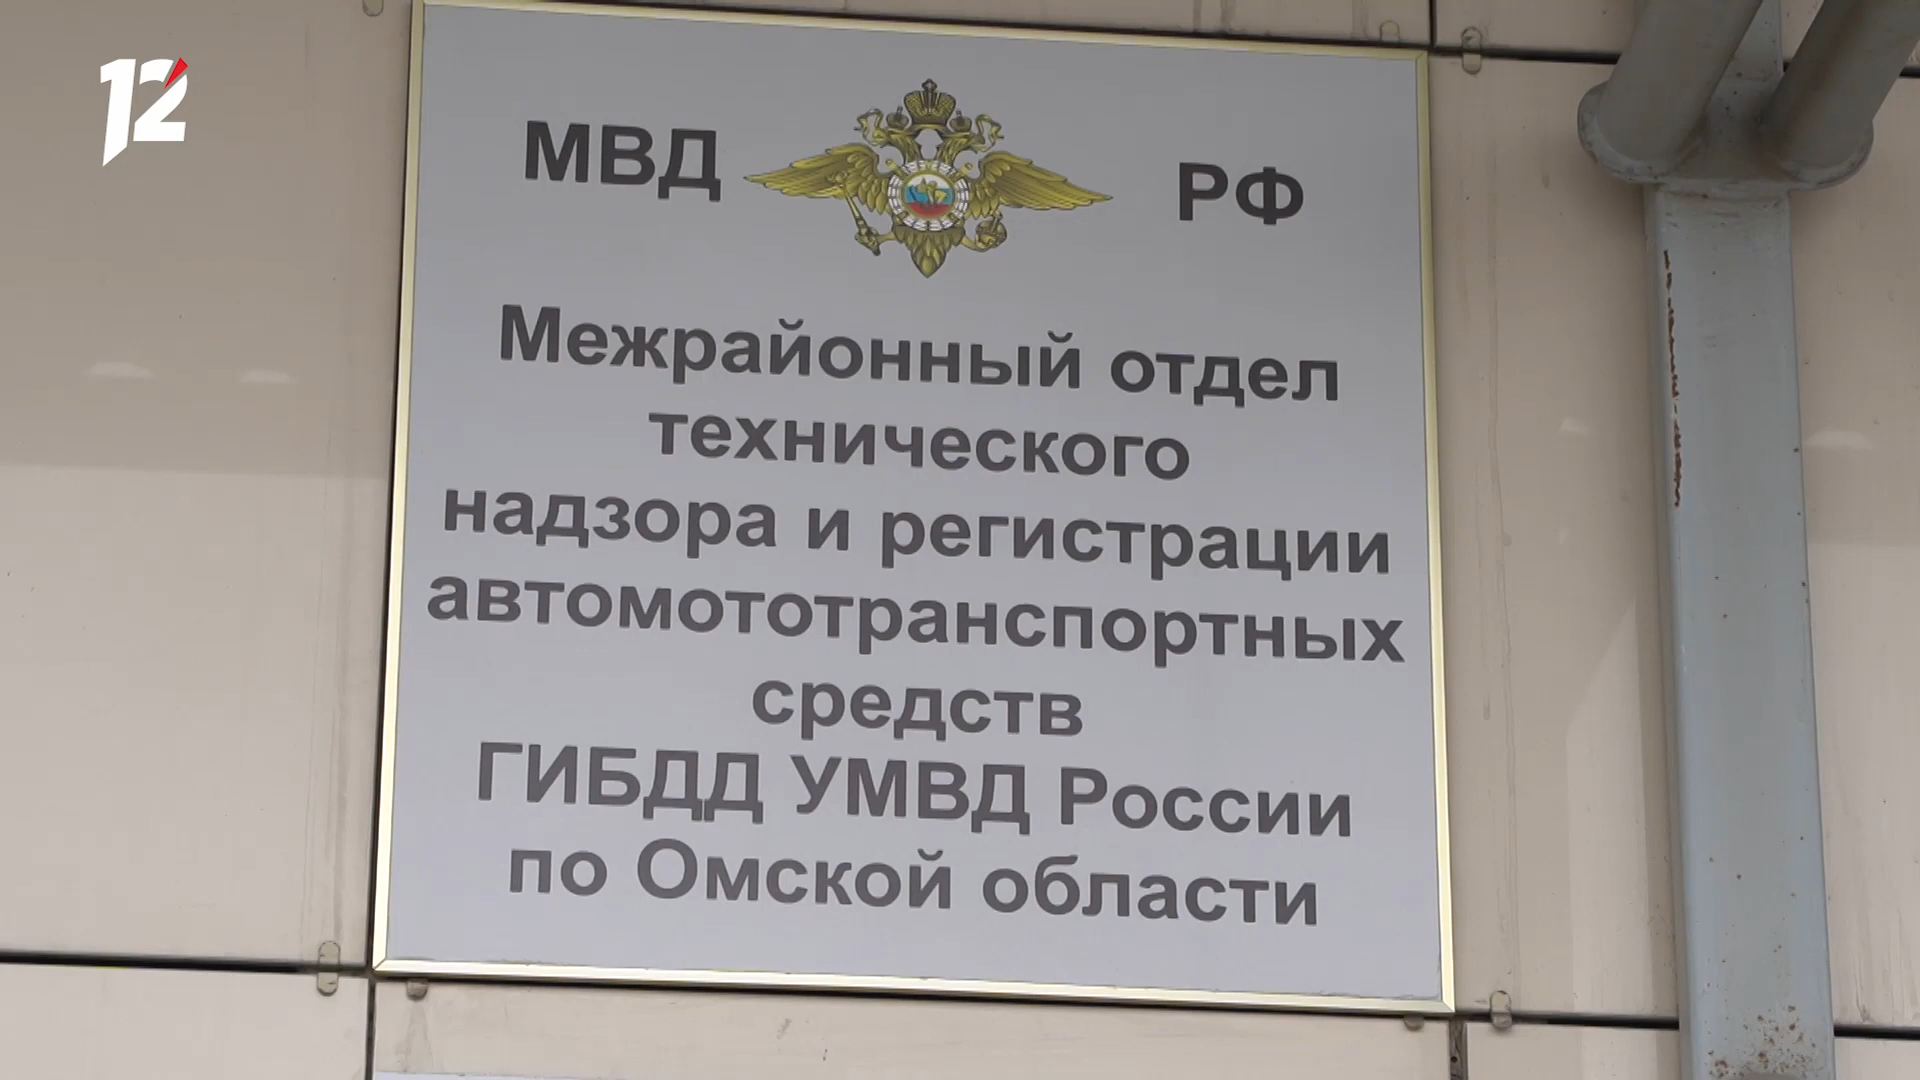 12
МВД РФ
Межрайонный отдел
технического
надзора и регистрации
автомототранспортных
средств
ГИБДД УМВД России
по Омской области